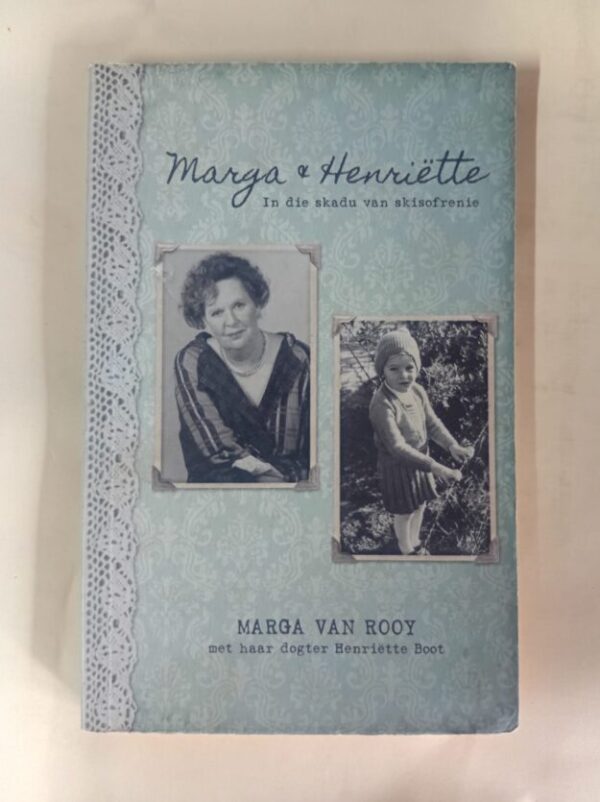 Marga & Henriëtte
In die skadu van skisofrenie
MARGA VAN ROOY
met haar dogter Henriëtte Boot